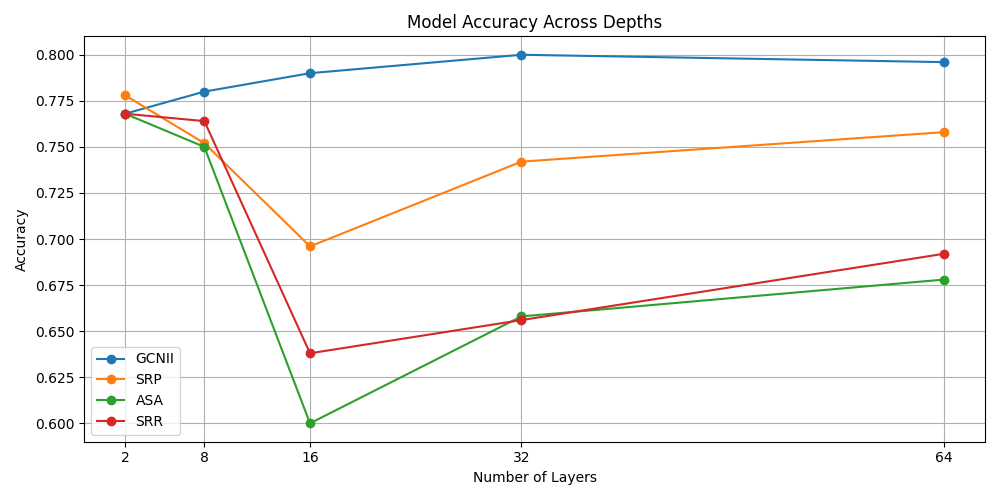 Model Accuracy Across Depths
Accuracy
0.800
0.775
0.750
0.725
0.700
0.675
0.650
0.625
0.600
GCNII
SRP
ASA
SRR
2 8 16 32 64
Number of Layers